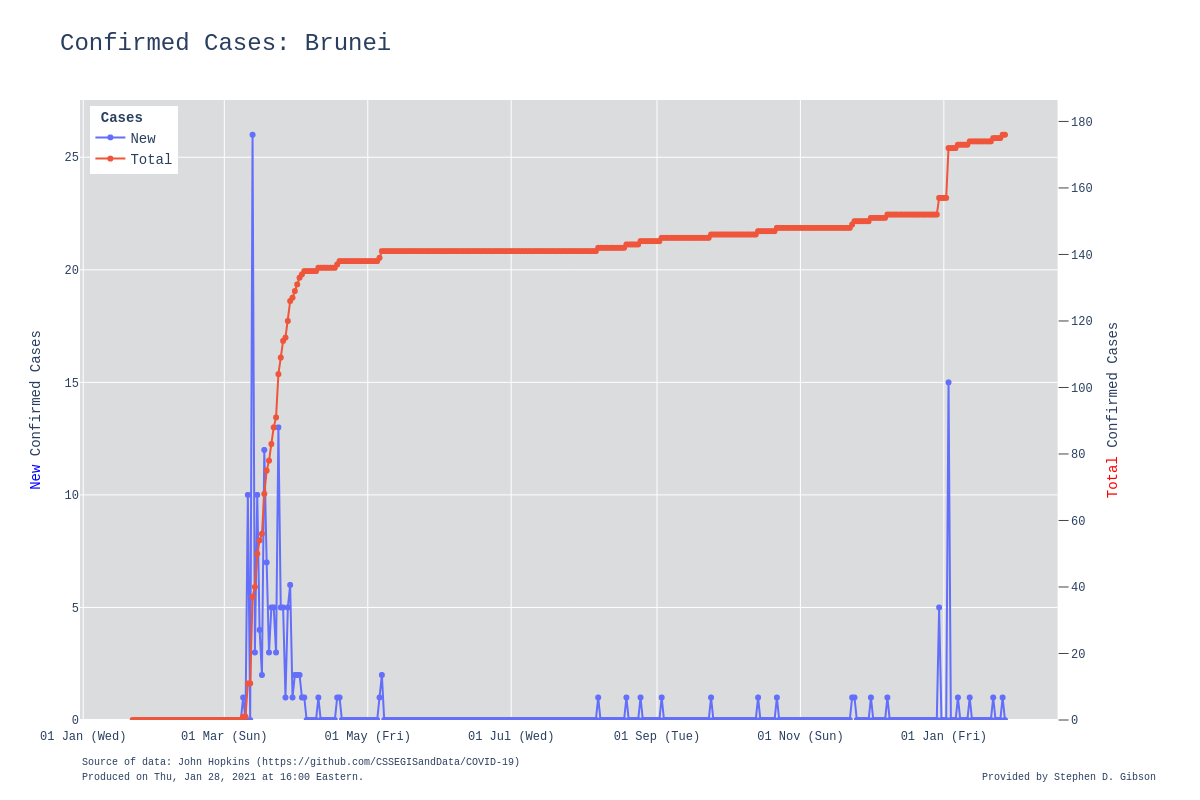 Confirmed Cases: Brunei
Cases
New
Total
25
20
15
10
5
0
New Confirmed Cases
180
160
140
120
100
80
60
40
20
0
Total Confirmed Cases
01 Jan (Wed)
01 Mar (Sun)
01 May (Fri)
01 Jul (Wed)
01 Sep (Tue)
01 Nov (Sun)
01 Jan (Fri)
Source of data: John Hopkins (https://github.com/CSSEGISandData/COVID-19)
Produced on Thu, Jan 28, 2021 at 16:00 Eastern.
Provided by Stephen D. Gibson